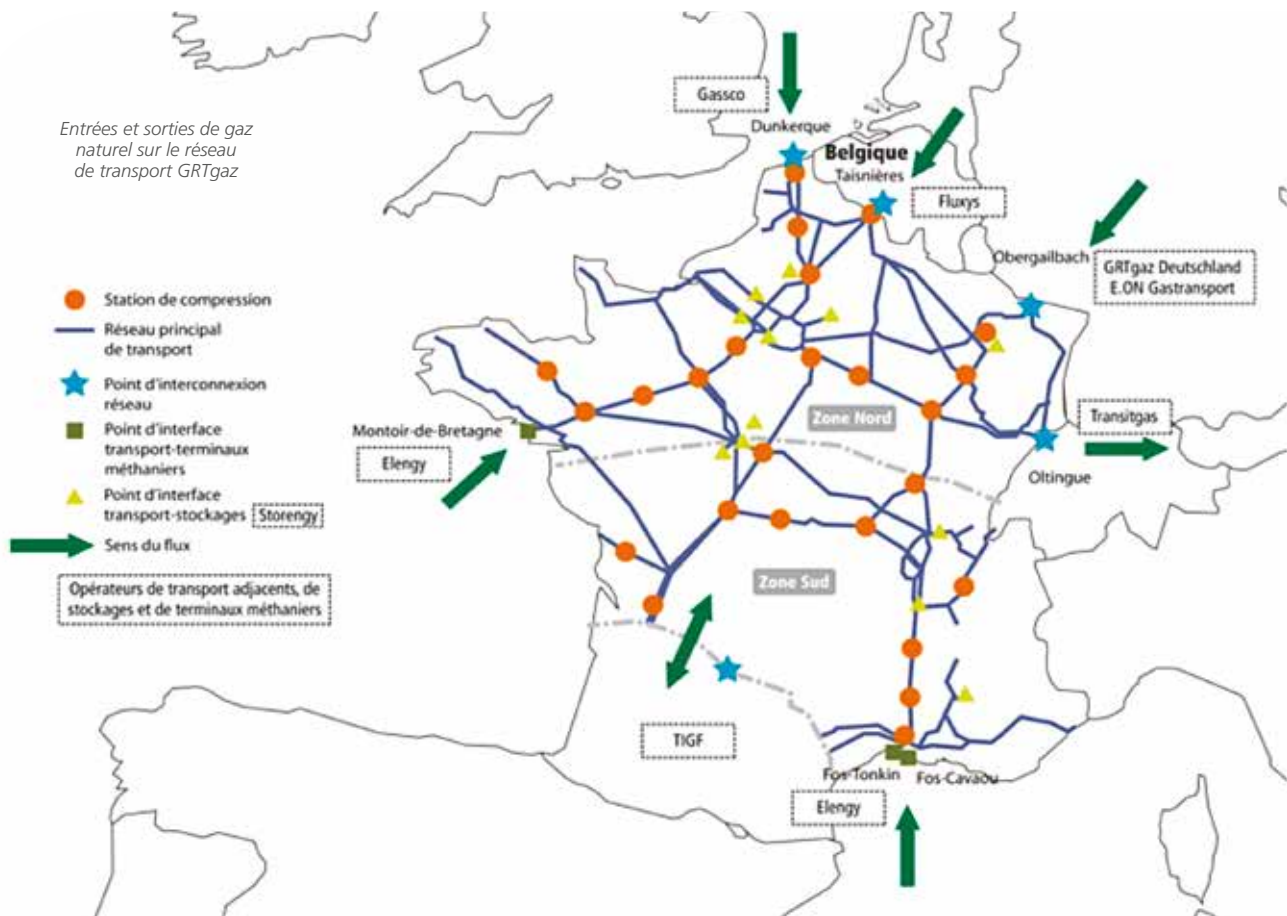 Entrées et sorties de gaz
naturel sur le réseau
de transport GRTgaz
Gassco
Dunkerque
Belgique
Taisnières
Fluxys
Obergailbach
GRTgaz Deutschland
E.ON Gastransport
Station de compression
Réseau principal
de transport
Point d'interconnexion
réseau
Point d'interface
transport-terminaux
méthaniers
Point d'interface
transport-stockages
Storengy
Sens du flux
Opérateurs de transport adjacents, de
stockages et de terminaux méthaniers
Zone Nord
Montoir-de-Bretagne
Elengy
Transitgas
Oltingue
Zone Sud
TIGF
Fos-Tonkin
Fos-Cavaou
Elengy